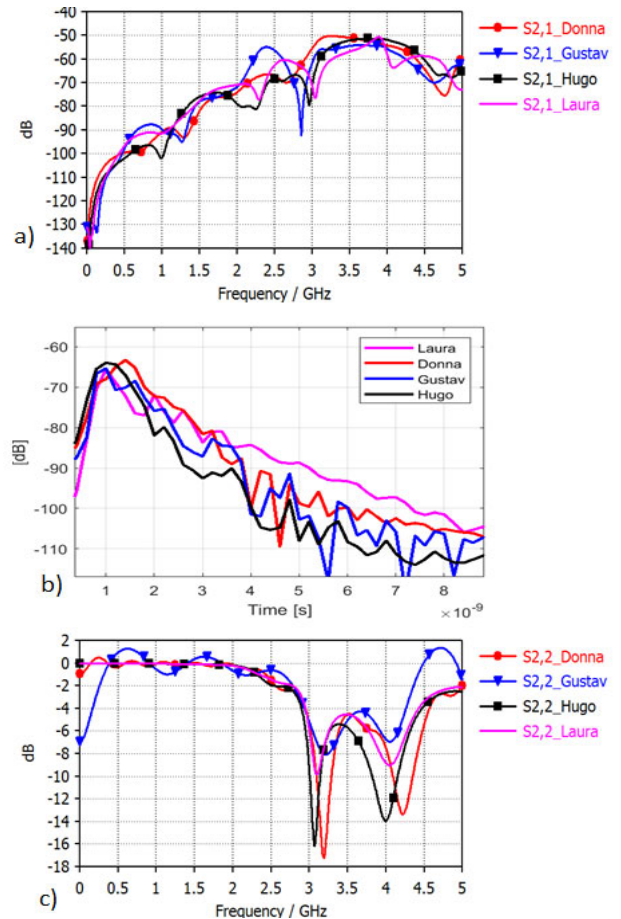 -40
-50
-60
-70
-80
-90
-100
-110
-120
-130
-140
dB
0 0.5 1 1.5 2 2.5 3 3.5 4 4.5 5
Frequency / GHz
a)
S2,1_Donna
S2,1_Gustav
S2,1_Hugo
S2,1_Laura
-60
-70
-80
-90
-100
-110
[dB]
1 2 3 4 5 6 7 8
Time [s]
×10⁻⁹
b)
Laura
Donna
Gustav
Hugo
2
0
-2
-4
-6
-8
-10
-12
-14
-16
-18
dB
0 0.5 1 1.5 2 2.5 3 3.5 4 4.5 5
Frequency / GHz
c)
S2,2_Donna
S2,2_Gustav
S2,2_Hugo
S2,2_Laura